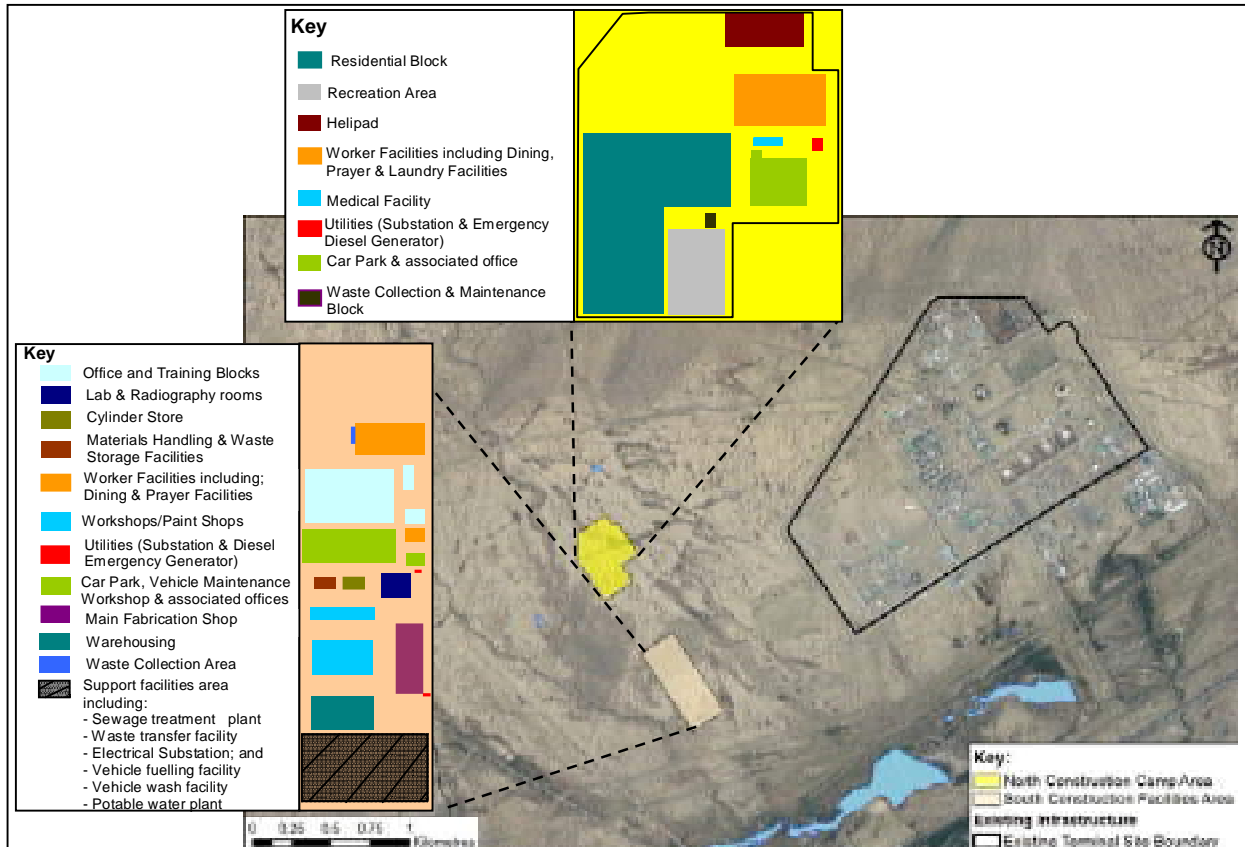 Key
Residential Block
Recreation Area
Helipad
Worker Facilities including Dining,
Prayer & Laundry Facilities
Medical Facility
Utilities (Substation & Emergency
Diesel Generator)
Car Park & associated office
Waste Collection & Maintenance
Block
N
Key
Office and Training Blocks
Lab & Radiography rooms
Cylinder Store
Materials Handling & Waste
Storage Facilities
Worker Facilities including;
Dining & Prayer Facilities
Workshops/Paint Shops
Utilities (Substation & Diesel
Emergency Generator)
Car Park, Vehicle Maintenance
Workshop & associated offices
Main Fabrication Shop
Warehousing
Waste Collection Area
Support facilities area
including:
- Sewage treatment plant
- Waste transfer facility
- Electrical Substation; and
- Vehicle fuelling facility
- Vehicle wash facility
- Potable water plant
0 0.25 0.5 0.75 1
Kilometres
Key:
North Construction Camp Area
South Construction Facilities Area
Existing Infrastructure
Existing Terminal Site Boundary